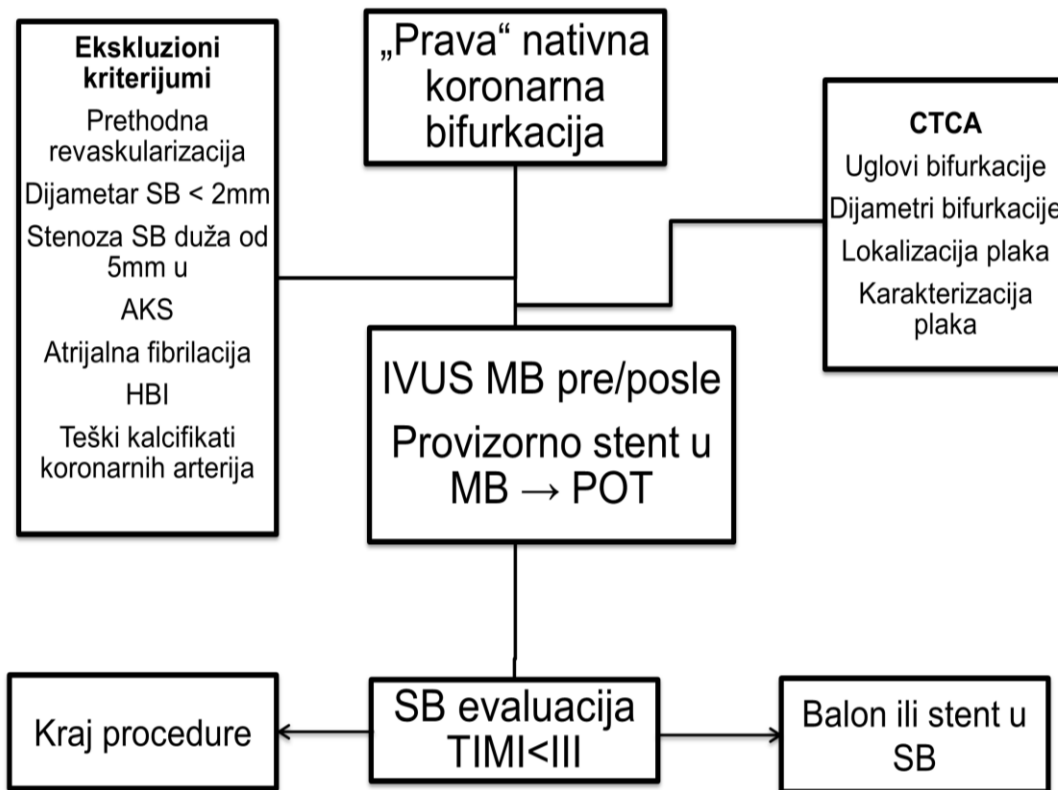 Ekskluzioni
kriterijumi
Prethodna
revaskularizacija
Dijametar SB < 2mm
Stenoza SB duža od
5mm u
AKS
Atrijalna fibrilacija
HBI
Teški kalcifikati
koronarnih arterija
„Prava“ nativna
koronarna
bifurkacija
CTCA
Uglovi bifurkacije
Dijametri bifurkacije
Lokalizacija plaka
Karakterizacija
plaka
IVUS MB pre/posle
Provizorno stent u
MB → POT
Kraj procedure
SB evaluacija
TIMI<III
Balon ili stent u
SB